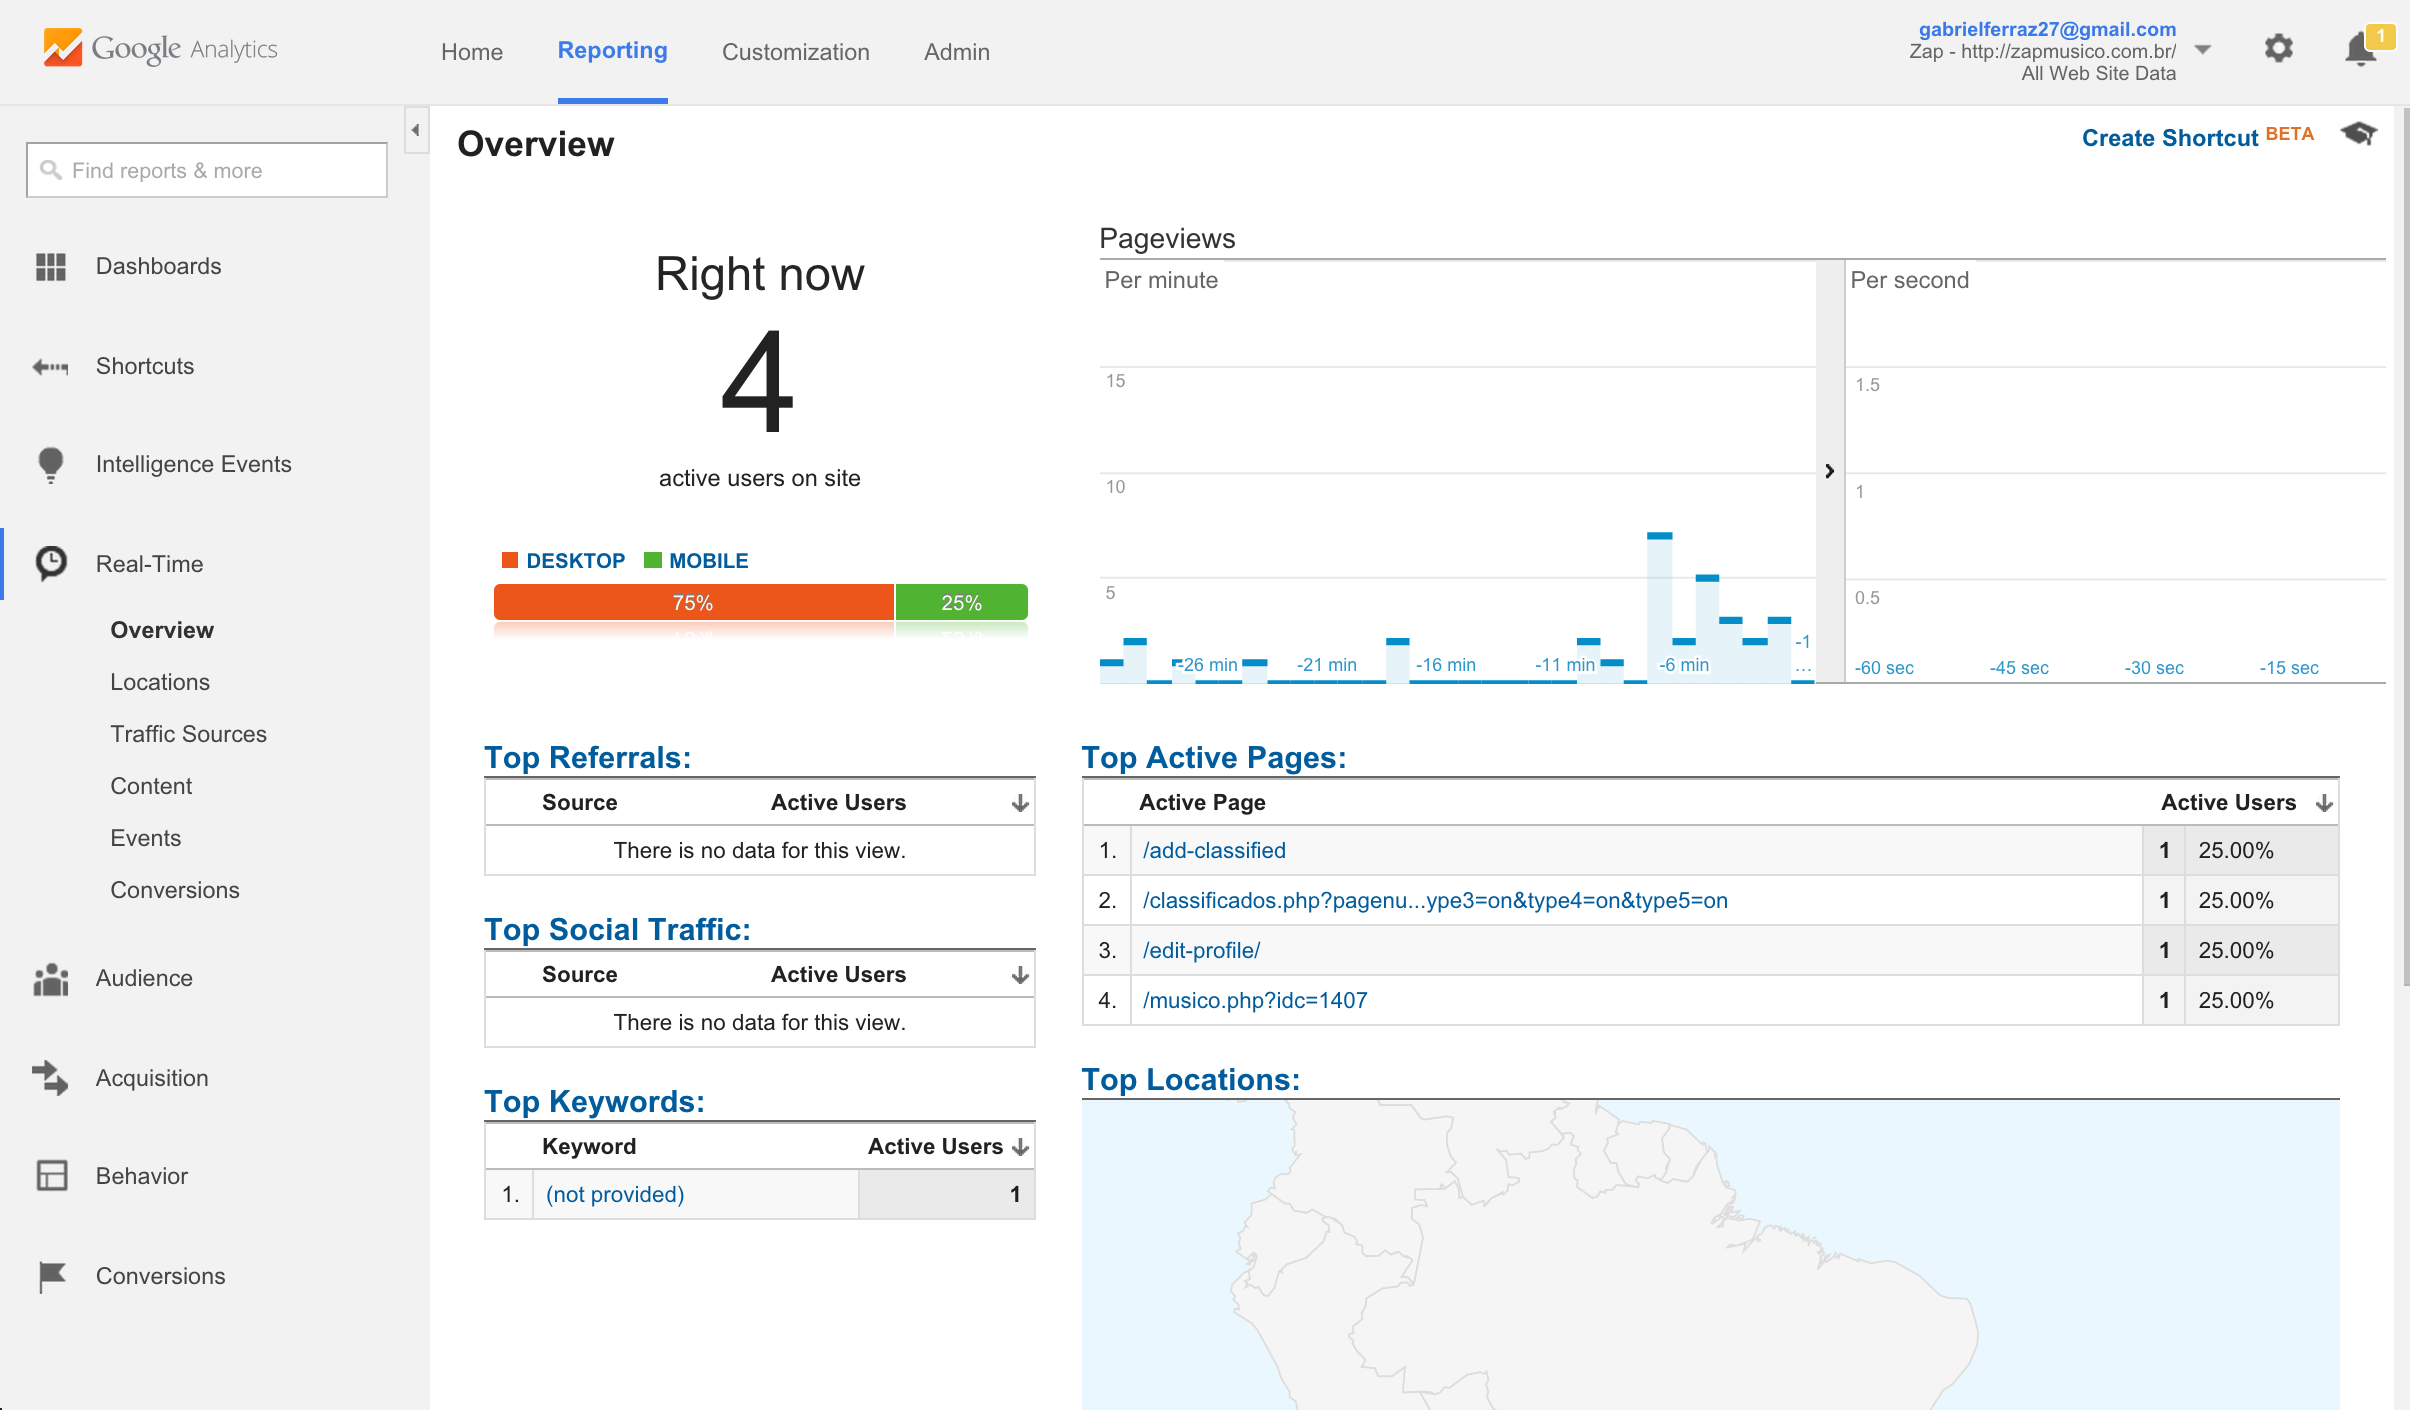 Google Analytics
Home
Reporting
Customization
Admin
gabrielferraz27@gmail.com
Zap - http://zapmusico.com.br/
All Web Site Data
1
Find reports & more
Dashboards
Shortcuts
Intelligence Events
Real-Time
Overview
Locations
Traffic Sources
Content
Events
Conversions
Audience
Acquisition
Behavior
Conversions
Overview
Create Shortcut BETA
Right now
4
active users on site
DESKTOP MOBILE
75% 25%
Pageviews
Per minute
15
10
5
-26 min -21 min -16 min -11 min -6 min -1
...
Per second
1.5
1
0.5
-60 sec -45 sec -30 sec -15 sec
Top Referrals:
Source Active Users
There is no data for this view.
Top Social Traffic:
Source Active Users
There is no data for this view.
Top Keywords:
Keyword Active Users
1. (not provided) 1
Top Active Pages:
Active Page Active Users
1. /add-classified 1 25.00%
2. /classificados.php?pagenu...ype3=on&type4=on&type5=on 1 25.00%
3. /edit-profile/ 1 25.00%
4. /musico.php?idc=1407 1 25.00%
Top Locations: